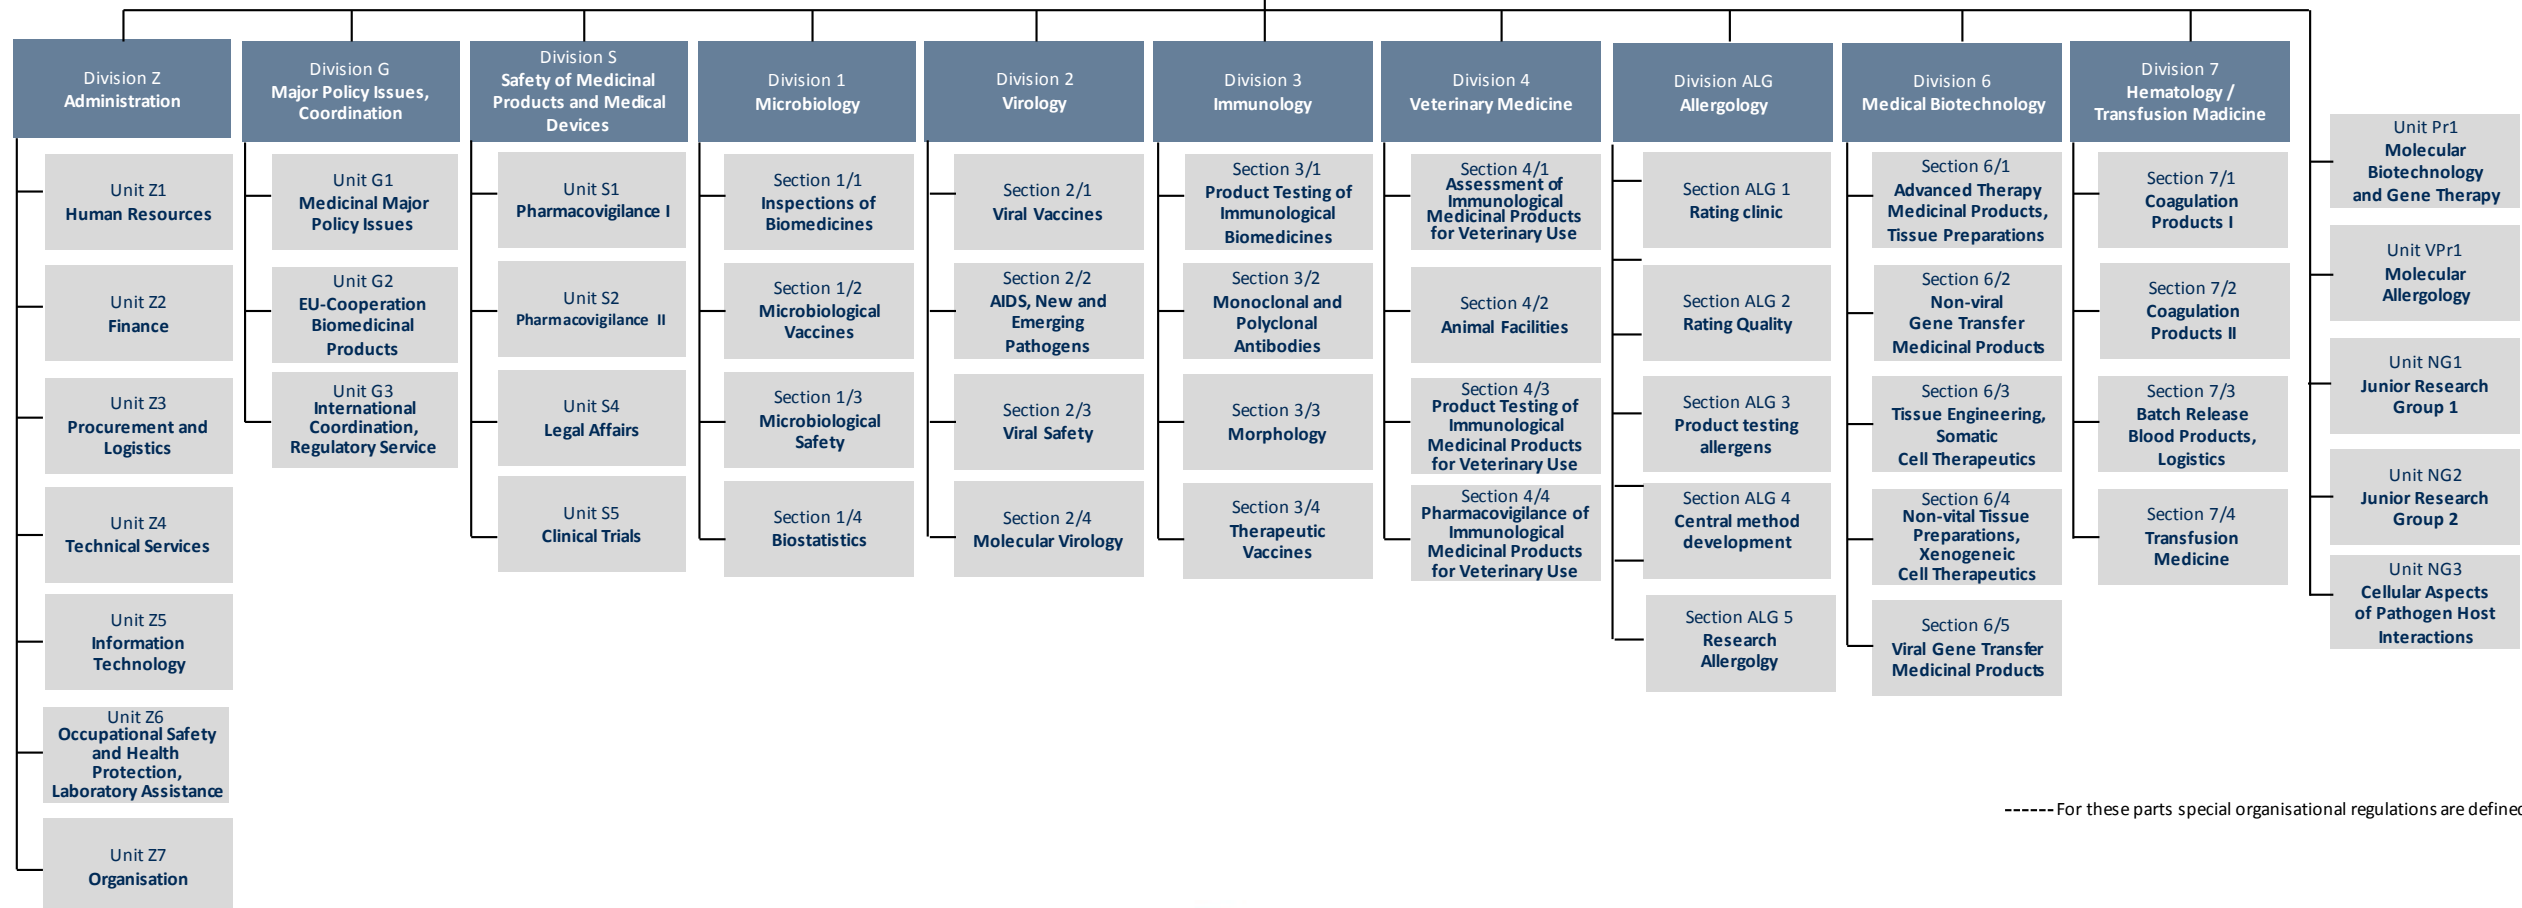 Division Z
Administration
Unit Z1
Human Resources
Unit Z2
Finance
Unit Z3
Procurement and
Logistics
Unit Z4
Technical Services
Unit Z5
Information
Technology
Unit Z6
Occupational Safety
and Health
Protection,
Laboratory Assistance
Unit Z7
Organisation
Division G
Major Policy Issues,
Coordination
Unit G1
Medicinal Major
Policy Issues
Unit G2
EU-Cooperation
Biomedicinal
Products
Unit G3
International
Coordination,
Regulatory Service
Division S
Safety of Medicinal
Products and Medical
Devices
Unit S1
Pharmacovigilance I
Unit S2
Pharmacovigilance II
Unit S4
Legal Affairs
Unit S5
Clinical Trials
Division 1
Microbiology
Section 1/1
Inspections of
Biomedicines
Section 1/2
Microbiological
Vaccines
Section 1/3
Microbiological
Safety
Section 1/4
Biostatistics
Division 2
Virology
Section 2/1
Viral Vaccines
Section 2/2
AIDS, New and
Emerging
Pathogens
Section 2/3
Viral Safety
Section 2/4
Molecular Virology
Division 3
Immunology
Section 3/1
Product Testing of
Immunological
Biomedicines
Section 3/2
Monoclonal and
Polyclonal
Antibodies
Section 3/3
Morphology
Section 3/4
Therapeutic
Vaccines
Division 4
Veterinary Medicine
Section 4/1
Assessment of
Immunological
Medicinal Products
for Veterinary Use
Section 4/2
Animal Facilities
Section 4/3
Product Testing of
Immunological
Medicinal Products
for Veterinary Use
Section 4/4
Pharmacovigilance of
Immunological
Medicinal Products
for Veterinary Use
Division ALG
Allergology
Section ALG 1
Rating clinic
Section ALG 2
Rating Quality
Section ALG 3
Product testing
allergens
Section ALG 4
Central method
development
Section ALG 5
Research
Allergolgy
Division 6
Medical Biotechnology
Section 6/1
Advanced Therapy
Medicinal Products,
Tissue Preparations
Section 6/2
Non-viral
Gene Transfer
Medicinal Products
Section 6/3
Tissue Engineering,
Somatic
Cell Therapeutics
Section 6/4
Non-vital Tissue
Preparations,
Xenogeneic
Cell Therapeutics
Section 6/5
Viral Gene Transfer
Medicinal Products
Division 7
Hematology /
Transfusion Madicine
Section 7/1
Coagulation
Products I
Section 7/2
Coagulation
Products II
Section 7/3
Batch Release
Blood Products,
Logistics
Section 7/4
Transfusion
Medicine
Unit Pr1
Molecular
Biotechnology
and Gene Therapy
Unit VPr1
Molecular
Allergology
Unit NG1
Junior Research
Group 1
Unit NG2
Junior Research
Group 2
Unit NG3
Cellular Aspects
of Pathogen Host
Interactions
------ For these parts special organisational regulations are defined